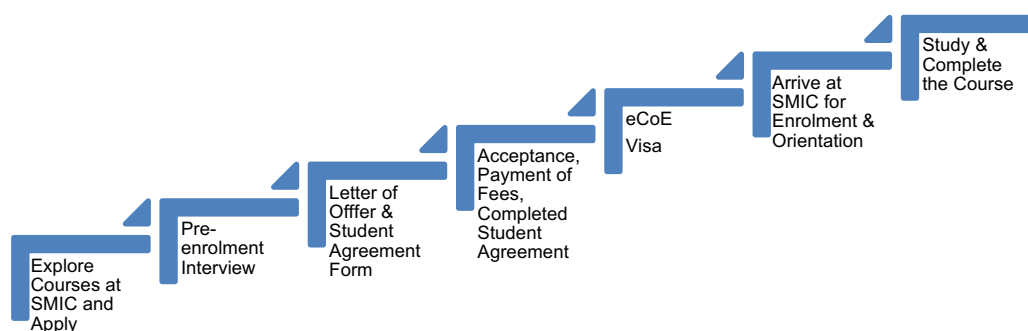 Explore
Courses at
SMIC and
Apply
Pre-
enrolment
Interview
Letter of
Offfer &
Student
Agreement
Form
Acceptance,
Payment of
Fees,
Completed
Student
Agreement
eCoE
Visa
Arrive at
SMIC for
Enrolment &
Orientation
Study &
Complete
the Course